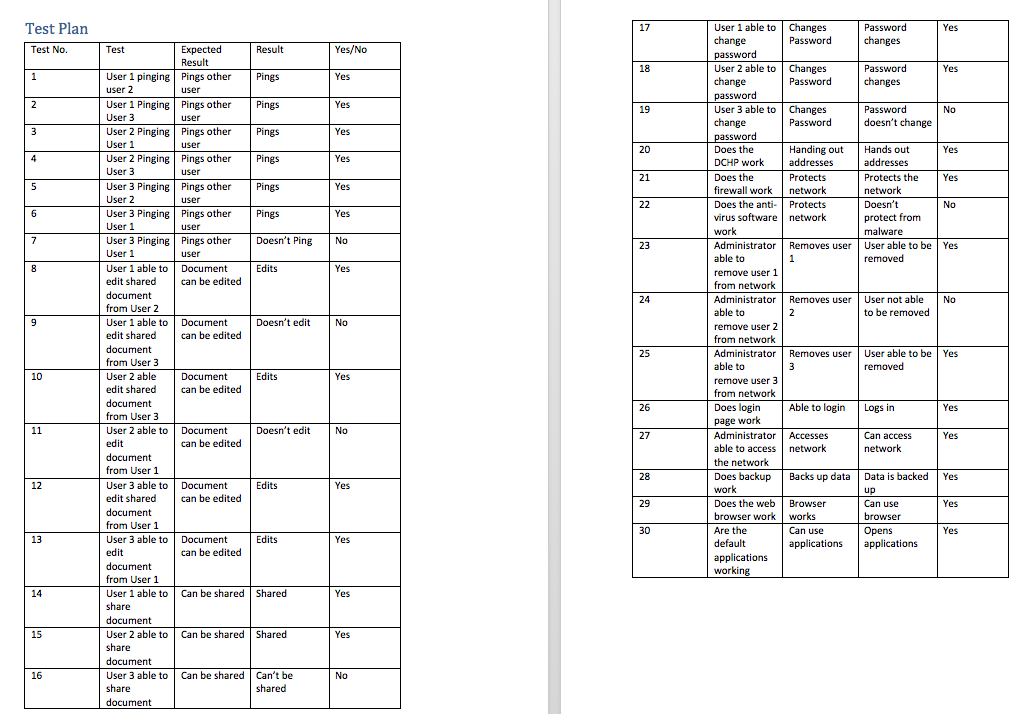 Test Plan
Test No. Test Expected Result Result Yes/No
1 User 1 pinging user 2 Pings other user Pings Yes
2 User 1 Pinging User 3 Pings other user Pings Yes
3 User 2 Pinging User 1 Pings other user Pings Yes
4 User 2 Pinging User 3 Pings other user Pings Yes
5 User 3 Pinging User 2 Pings other user Pings Yes
6 User 3 Pinging User 1 Pings other user Pings Yes
7 User 3 Pinging User 1 Pings other user Doesn't Ping No
8 User 1 able to edit shared document from User 2 Document can be edited Edits Yes
9 User 1 able to edit shared document from User 3 Document can be edited Doesn't edit No
10 User 2 able edit shared document from User 3 Document can be edited Edits Yes
11 User 2 able to edit document from User 1 Document can be edited Doesn't edit No
12 User 3 able to edit shared document from User 1 Document can be edited Edits Yes
13 User 3 able to edit document from User 1 Document can be edited Edits Yes
14 User 1 able to share document Can be shared Shared Yes
15 User 2 able to share document Can be shared Shared Yes
16 User 3 able to share document Can be shared Can't be shared No
17 User 1 able to change password Changes Password Password changes Yes
18 User 2 able to change password Changes Password Password changes Yes
19 User 3 able to change password Changes Password Password doesn't change No
20 Does the DCHP work Handing out addresses Hands out addresses Yes
21 Does the firewall work Protects network Protects the network Yes
22 Does the anti-virus software work Protects network Doesn't protect from malware No
23 Administrator able to remove user 1 from network Removes user 1 User able to be removed Yes
24 Administrator able to remove user 2 from network Removes user 2 User not able to be removed No
25 Administrator able to remove user 3 from network Removes user 3 User able to be removed Yes
26 Does login page work Able to login Logs in Yes
27 Administrator able to access the network Accesses network Can access network Yes
28 Does backup work Backs up data Data is backed up Yes
29 Does the web browser work Browser works Can use browser Yes
30 Are the default applications working Can use applications Opens applications Yes